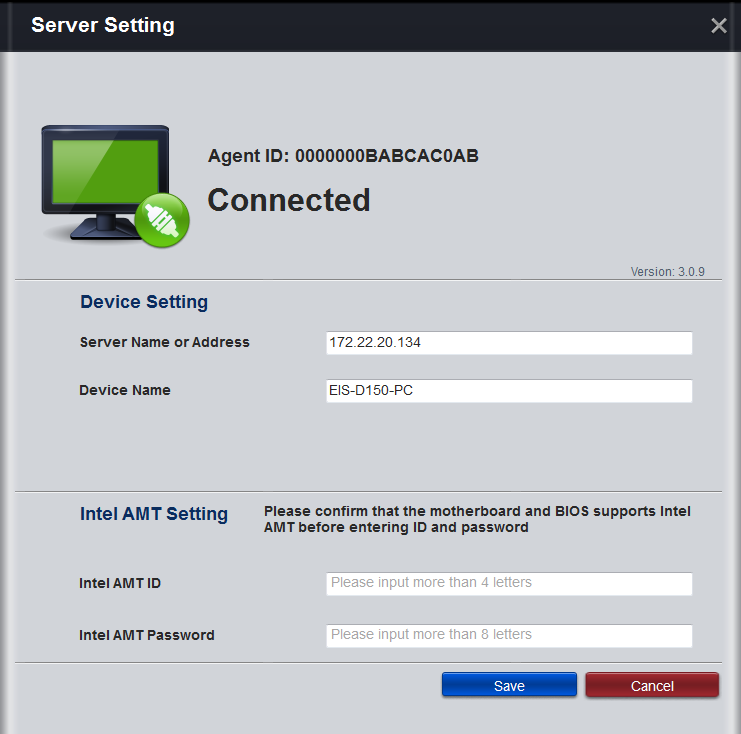 Server Setting
Agent ID: 0000000BABCAC0AB
Connected
Version: 3.0.9
Device Setting
Server Name or Address
172.22.20.134
Device Name
EIS-D150-PC
Intel AMT Setting
Please confirm that the motherboard and BIOS supports Intel
AMT before entering ID and password
Intel AMT ID
Please input more than 4 letters
Intel AMT Password
Please input more than 8 letters
Save
Cancel